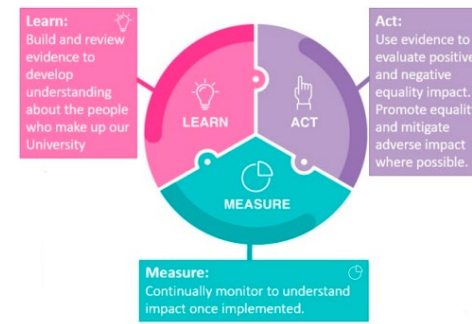 Learn:
Build and review
evidence to
develop
understanding
about the people
who make up our
University
Act:
Use evidence to
evaluate positive
and negative
equality impact.
Promote equality
and mitigate
adverse impact
where possible.
LEARN
ACT
MEASURE
Measure:
Continually monitor to understand
impact once implemented.